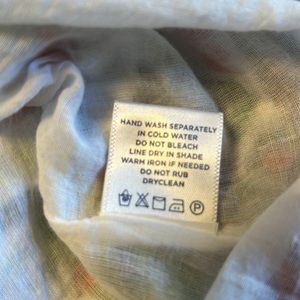 HAND WASH SEPARATELY
IN COLD WATER
DO NOT BLEACH
LINE DRY IN SHADE
WARM IRON IF NEEDED
DO NOT RUB
DRYCLEAN
P